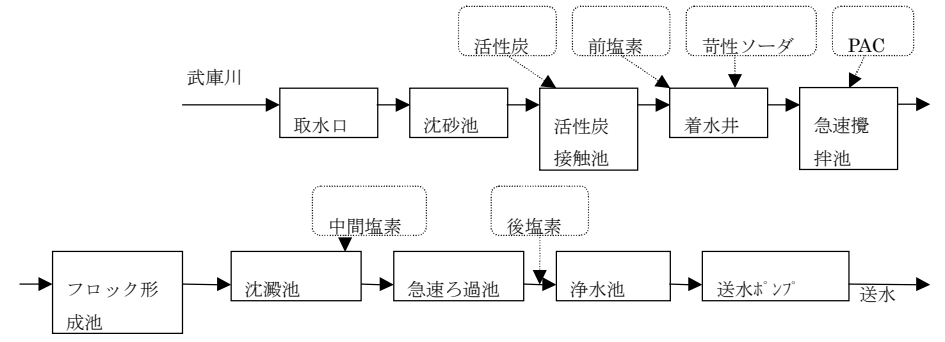 活性炭
前塩素
苛性ソーダ
PAC
武庫川
取水口
沈砂池
活性炭
接触池
着水井
急速攪
拌池
中間塩素
後塩素
フロック形
成池
沈澱池
急速ろ過池
浄水池
送水ﾎﾟﾝﾌﾟ
送水